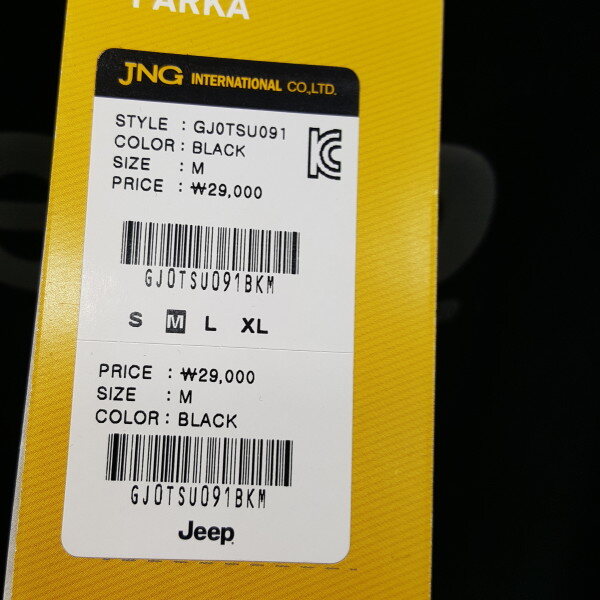 PARKA
JNG INTERNATIONAL CO.,LTD.
STYLE : GJ0TSU091
COLOR : BLACK
SIZE : M
PRICE : ₩29,000
GJ0TSU091BKM
S M L XL
PRICE : ₩29,000
SIZE : M
COLOR : BLACK
GJ0TSU091BKM
Jeep